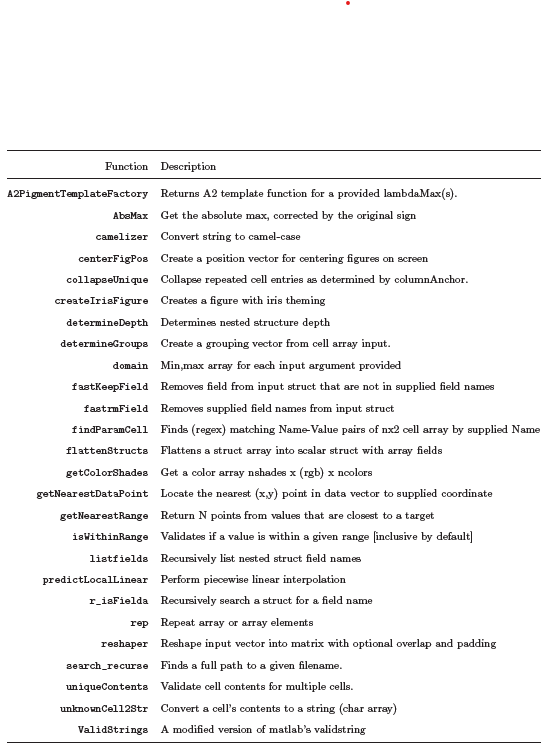 Function Description
A2PigmentTemplateFactory Returns A2 template function for a provided lambdaMax(s).
AbsMax Get the absolute max, corrected by the original sign
camelizer Convert string to camel-case
centerFigPos Create a position vector for centering figures on screen
collapseUnique Collapse repeated cell entries as determined by columnAnchor.
createIrisFigure Creates a figure with iris theming
determineDepth Determines nested structure depth
determineGroups Create a grouping vector from cell array input.
domain Min,max array for each input argument provided
fastKeepField Removes field from input struct that are not in supplied field names
fastrmField Removes supplied field names from input struct
findParamCell Finds (regex) matching Name-Value pairs of nx2 cell array by supplied Name
flattenStructs Flattens a struct array into scalar struct with array fields
getColorShades Get a color array nshades x (rgb) x ncolors
getNearestDataPoint Locate the nearest (x,y) point in data vector to supplied coordinate
getNearestRange Return N points from values that are closest to a target
isWithinRange Validates if a value is within a given range [inclusive by default]
listfields Recursively list nested struct field names
predictLocalLinear Perform piecewise linear interpolation
r_isFielda Recursively search a struct for a field name
rep Repeat array or array elements
reshaper Reshape input vector into matrix with optional overlap and padding
search_recurse Finds a full path to a given filename.
uniqueContents Validate cell contents for multiple cells.
unknownCell2Str Convert a cell's contents to a string (char array)
ValidStrings A modified version of matlab's validstring